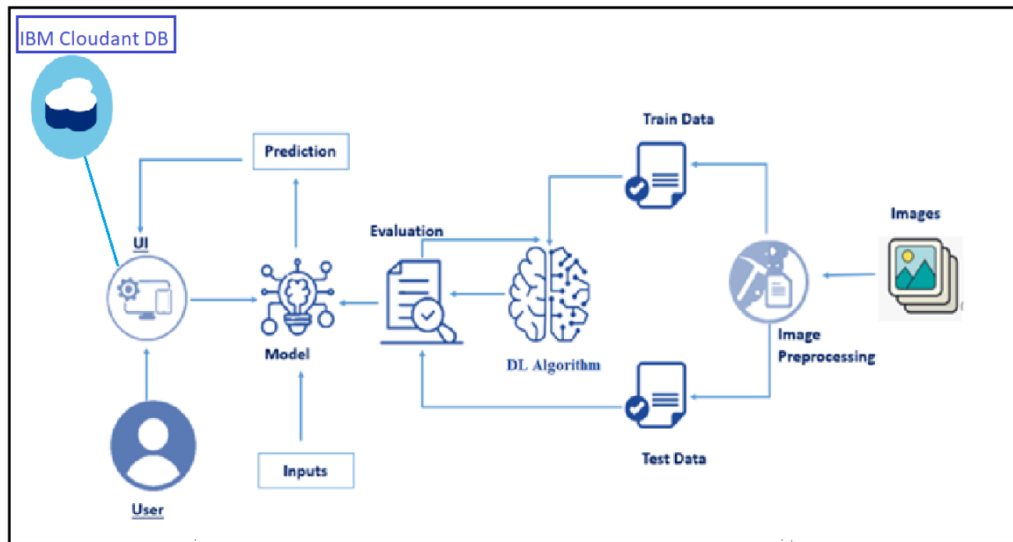 IBM Cloudant DB
Train Data
Prediction
Images
Evaluation
UI
Image
Preprocessing
Model
DL Algorithm
Inputs
Test Data
User